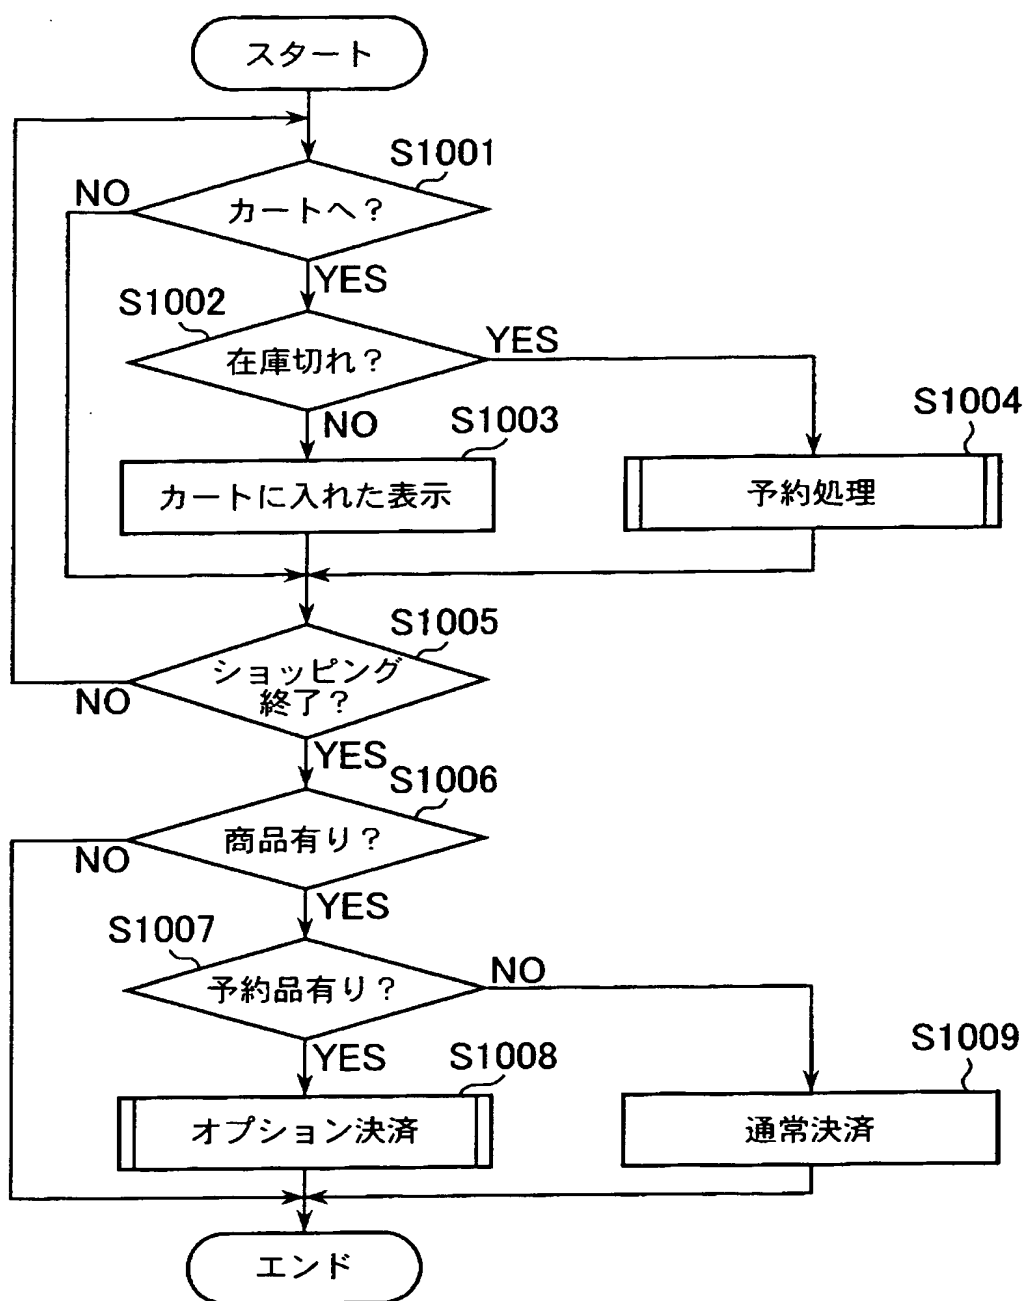 スタート
S1001
NO
カートへ?
YES
S1002
在庫切れ?
YES
NO
S1003
カートに入れた表示
S1004
予約処理
S1005
ショッピング
終了?
NO
YES
S1006
商品有り?
NO
YES
S1007
予約品有り?
NO
YES
S1008
オプション決済
S1009
通常決済
エンド